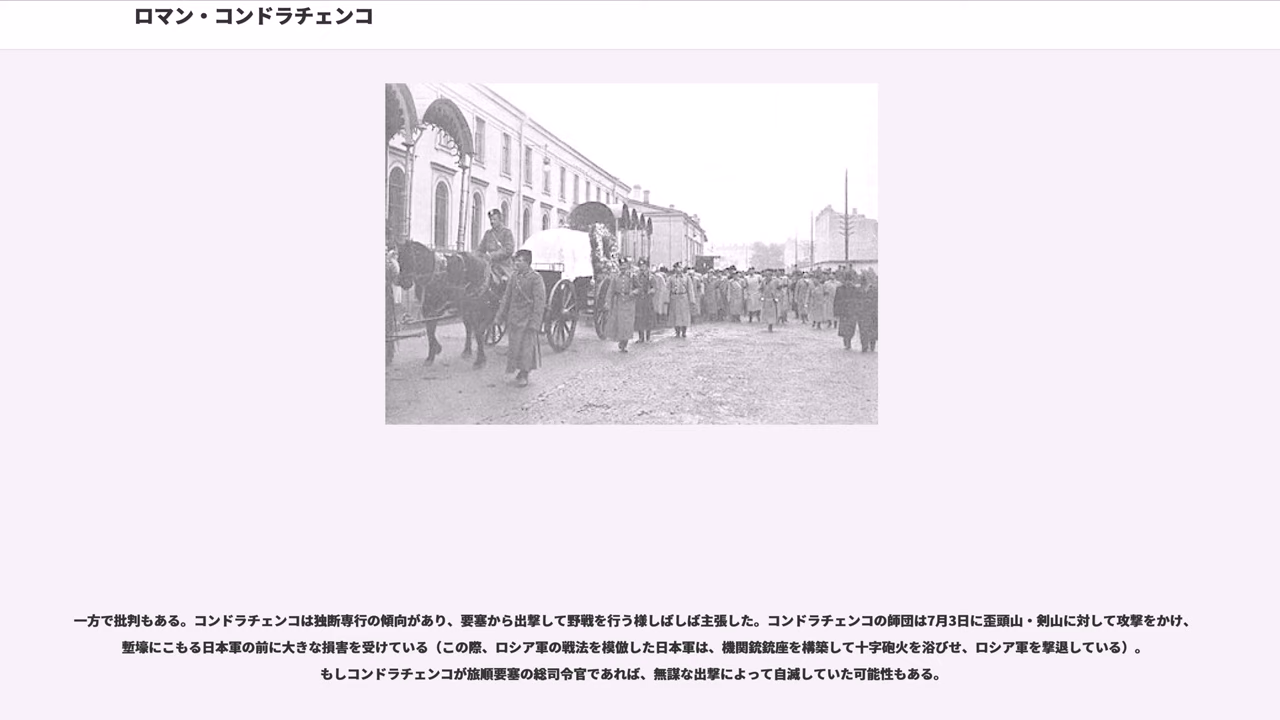 ロマン・コンドラチェンコ
一方で批判もある。コンドラチェンコは独断専行の傾向があり、要塞から出撃して野戦を行う様しばしば主張した。コンドラチェンコの師団は7月3日に歪頭山・剣山に対して攻撃をかけ、
塹壕にこもる日本軍の前に大きな損害を受けている（この際、ロシア軍の戦法を模倣した日本軍は、機関銃銃座を構築して十字砲火を浴びせ、ロシア軍を撃退している）。
もしコンドラチェンコが旅順要塞の総司令官であれば、無謀な出撃によって自滅していた可能性もある。